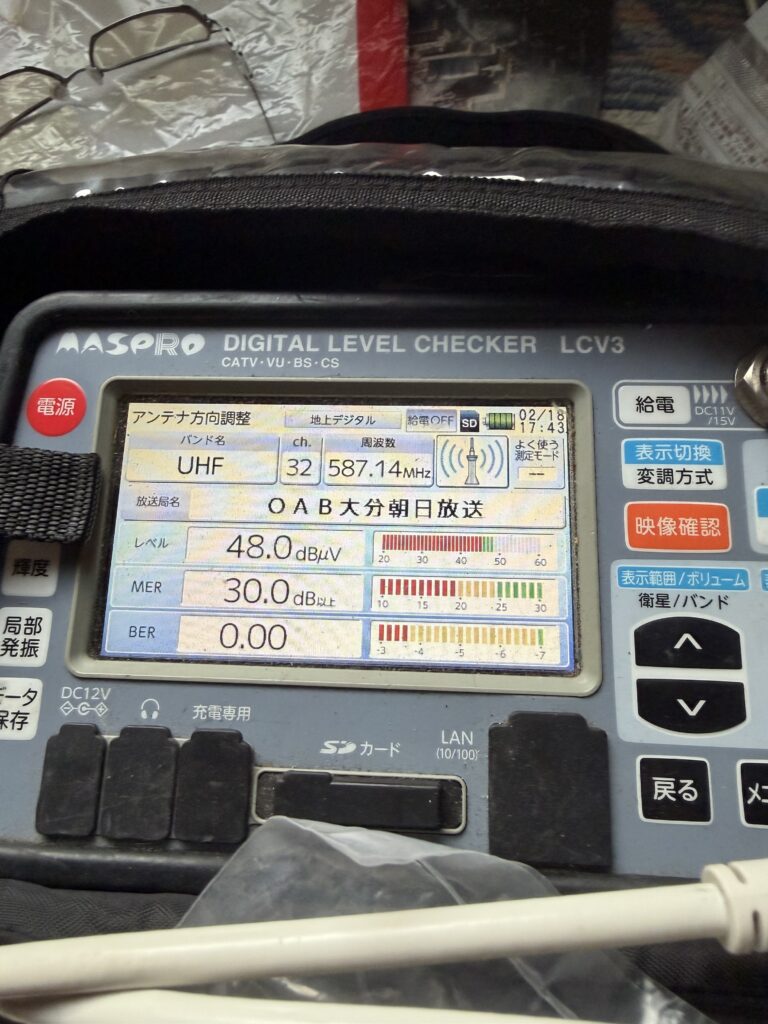 MASPRO DIGITAL LEVEL CHECKER LCV3
CATV・VU・BS・CS
電源
アンテナ方向調整 地上デジタル 給電OFF SD 02/18
17:43
バンド名 ch. 周波数 よく使う
測定モード
UHF 32 587.14MHz --
放送局名 OAB大分朝日放送
レベル 48.0dBμV 20 30 40 50 60
MER 30.0dB以上 10 15 20 25 30
BER 0.00 -3 -4 -5 -6 -7
給電 DC11V
/15V
表示切換
変調方式
映像確認
表示範囲/ボリューム
衛星/バンド
戻る
メニ
輝度
局部
発振
データ
保存
DC12V
充電専用
SD カード
LAN
(10/100)